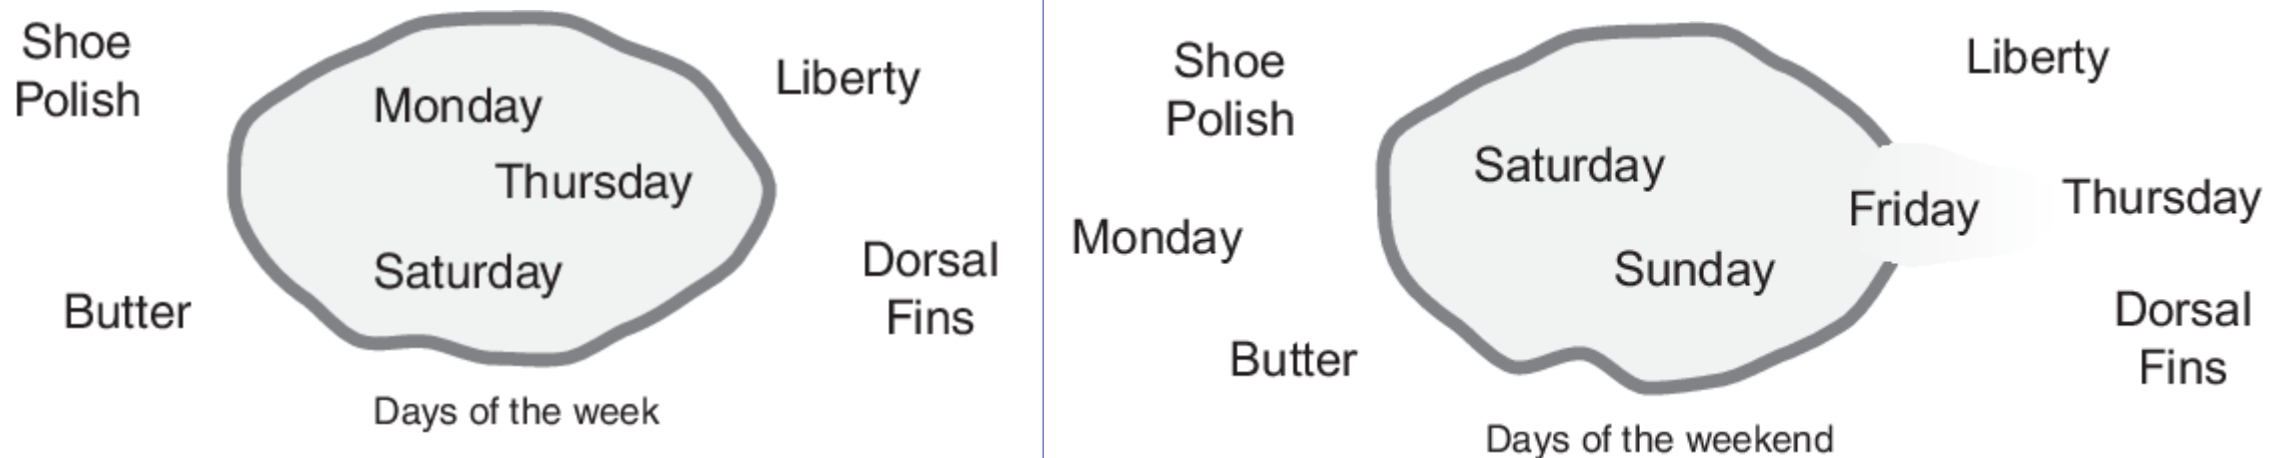 Shoe
Polish
Monday
Liberty
Thursday
Saturday
Dorsal
Fins
Butter
Days of the week
Shoe
Polish
Liberty
Saturday
Friday
Thursday
Monday
Sunday
Dorsal
Fins
Butter
Days of the weekend